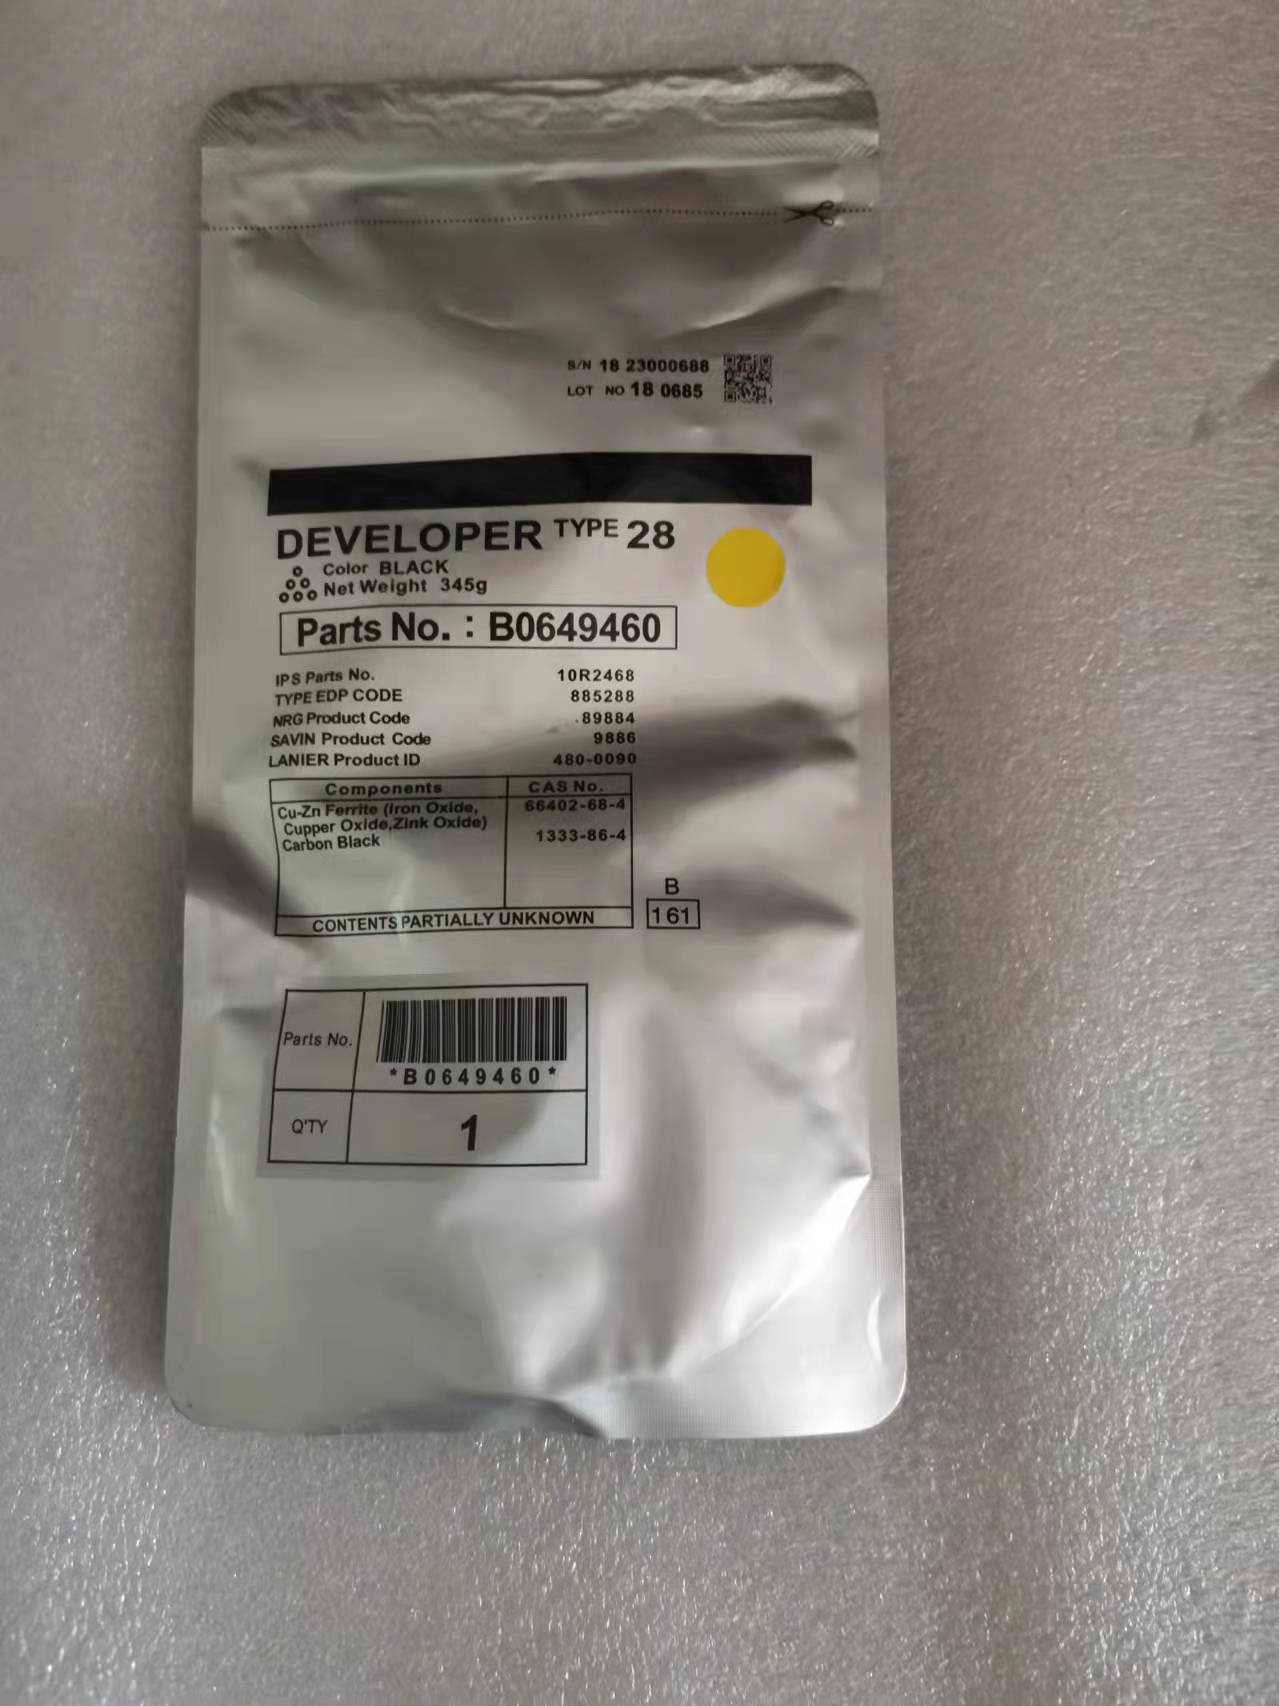 S/N 18 23000688
LOT NO 18 0685
DEVELOPER TYPE 28
Color BLACK
Net Weight 345g
Parts No. : B0649460
IPS Parts No. 10R2468
TYPE EDP CODE 885288
NRG Product Code 89884
SAVIN Product Code 9886
LANIER Product ID 480-0090
Components CAS No.
Cu-Zn Ferrite (Iron Oxide, 66402-68-4
Cupper Oxide,Zink Oxide)
Carbon Black 1333-86-4
CONTENTS PARTIALLY UNKNOWN
B
161
Parts No.
*B0649460*
Q'TY 1